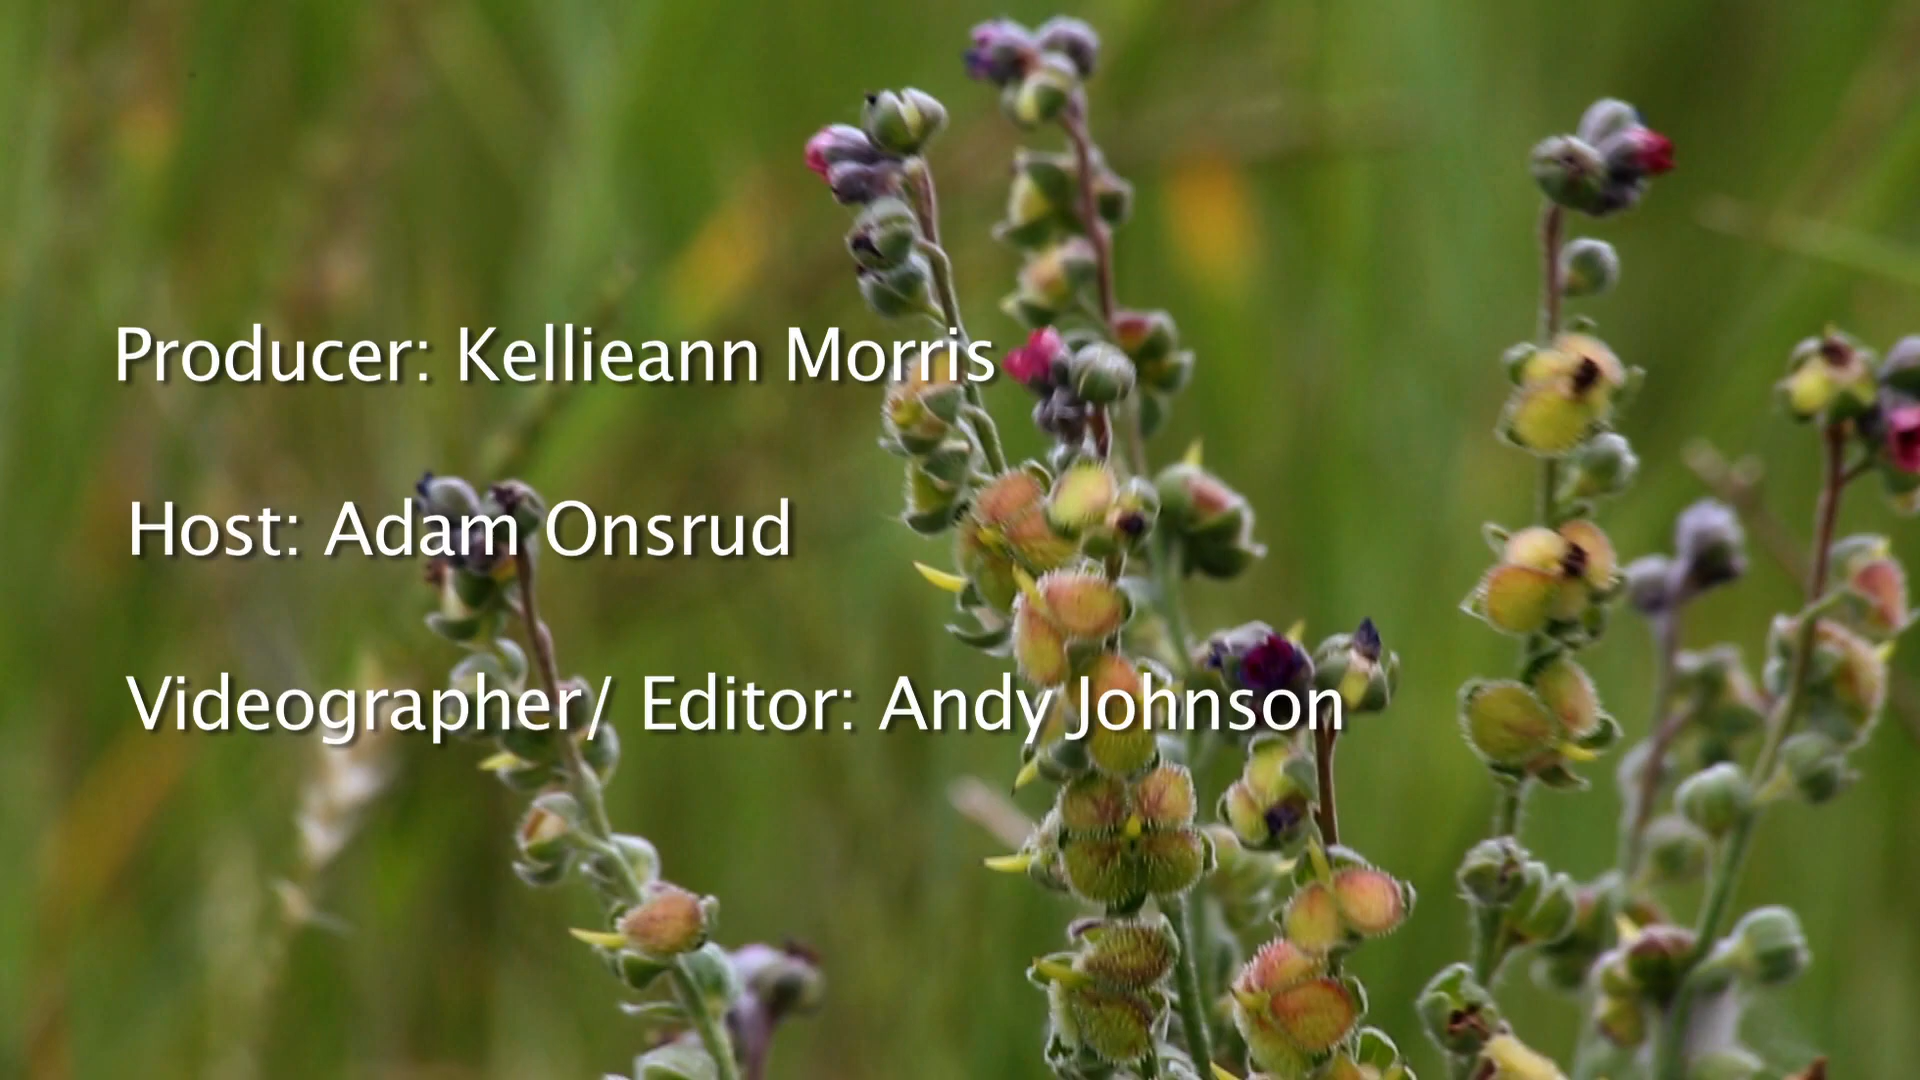 Producer: Kellieann Morris
Host: Adam Onsrud
Videographer/ Editor: Andy Johnson